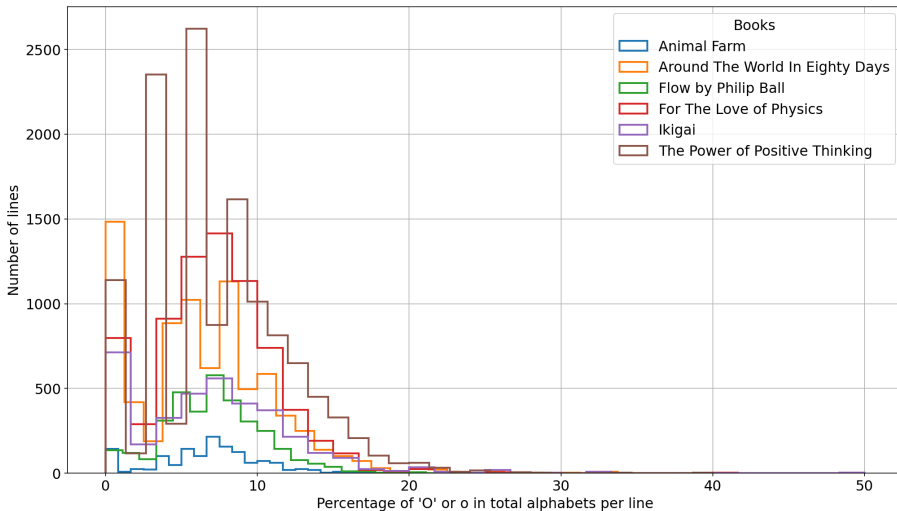 Books
Animal Farm
Around The World In Eighty Days
Flow by Philip Ball
For The Love of Physics
Ikigai
The Power of Positive Thinking
2500
2000
1500
1000
500
0
Number of lines
0 10 20 30 40 50
Percentage of 'O' or o in total alphabets per line